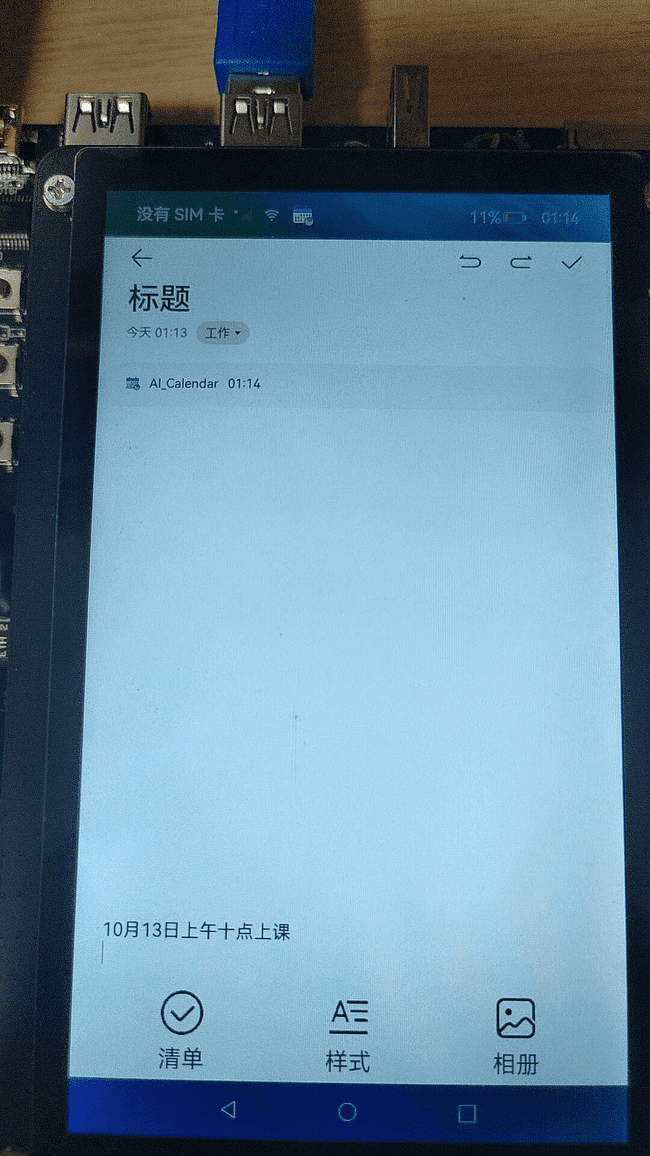 没有 SIM 卡
11%
01:14
标题
今天 01:13
工作
AI_Calendar 01:14
10月13日上午十点上课
清单
样式
相册